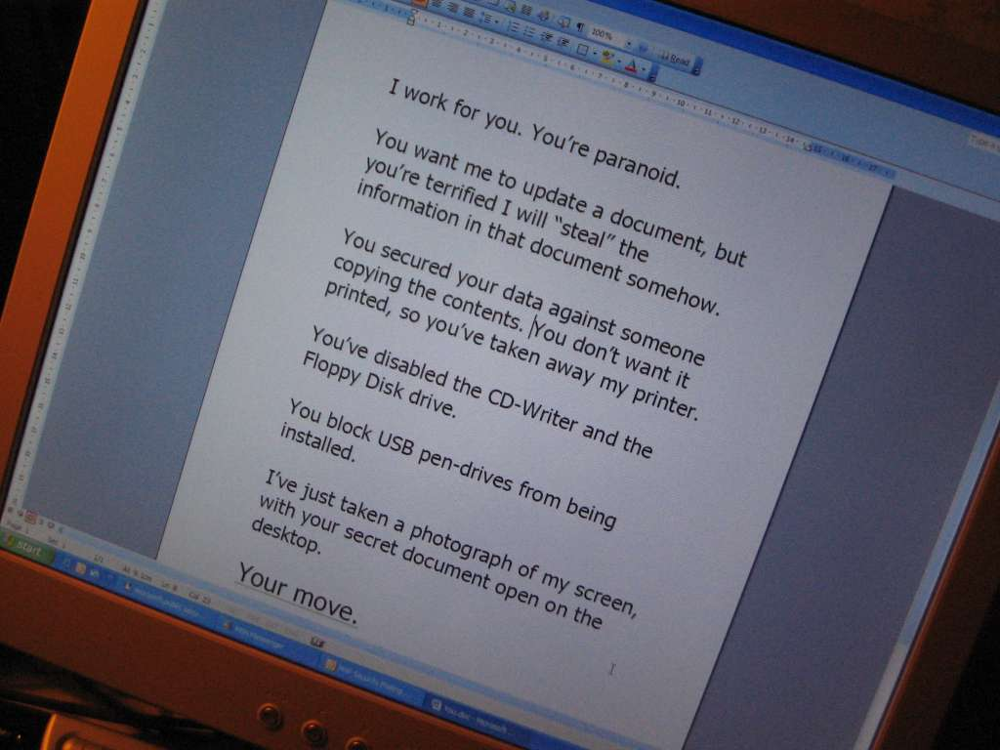 100%
Read
I work for you. You're paranoid.
You want me to update a document, but
you're terrified I will "steal" the
information in that document somehow.
You secured your data against someone
copying the contents. You don't want it
printed, so you've taken away my printer.
You've disabled the CD-Writer and the
Floppy Disk drive.
You block USB pen-drives from being
installed.
I've just taken a photograph of my screen,
with your secret document open on the
desktop.
Your move.
start